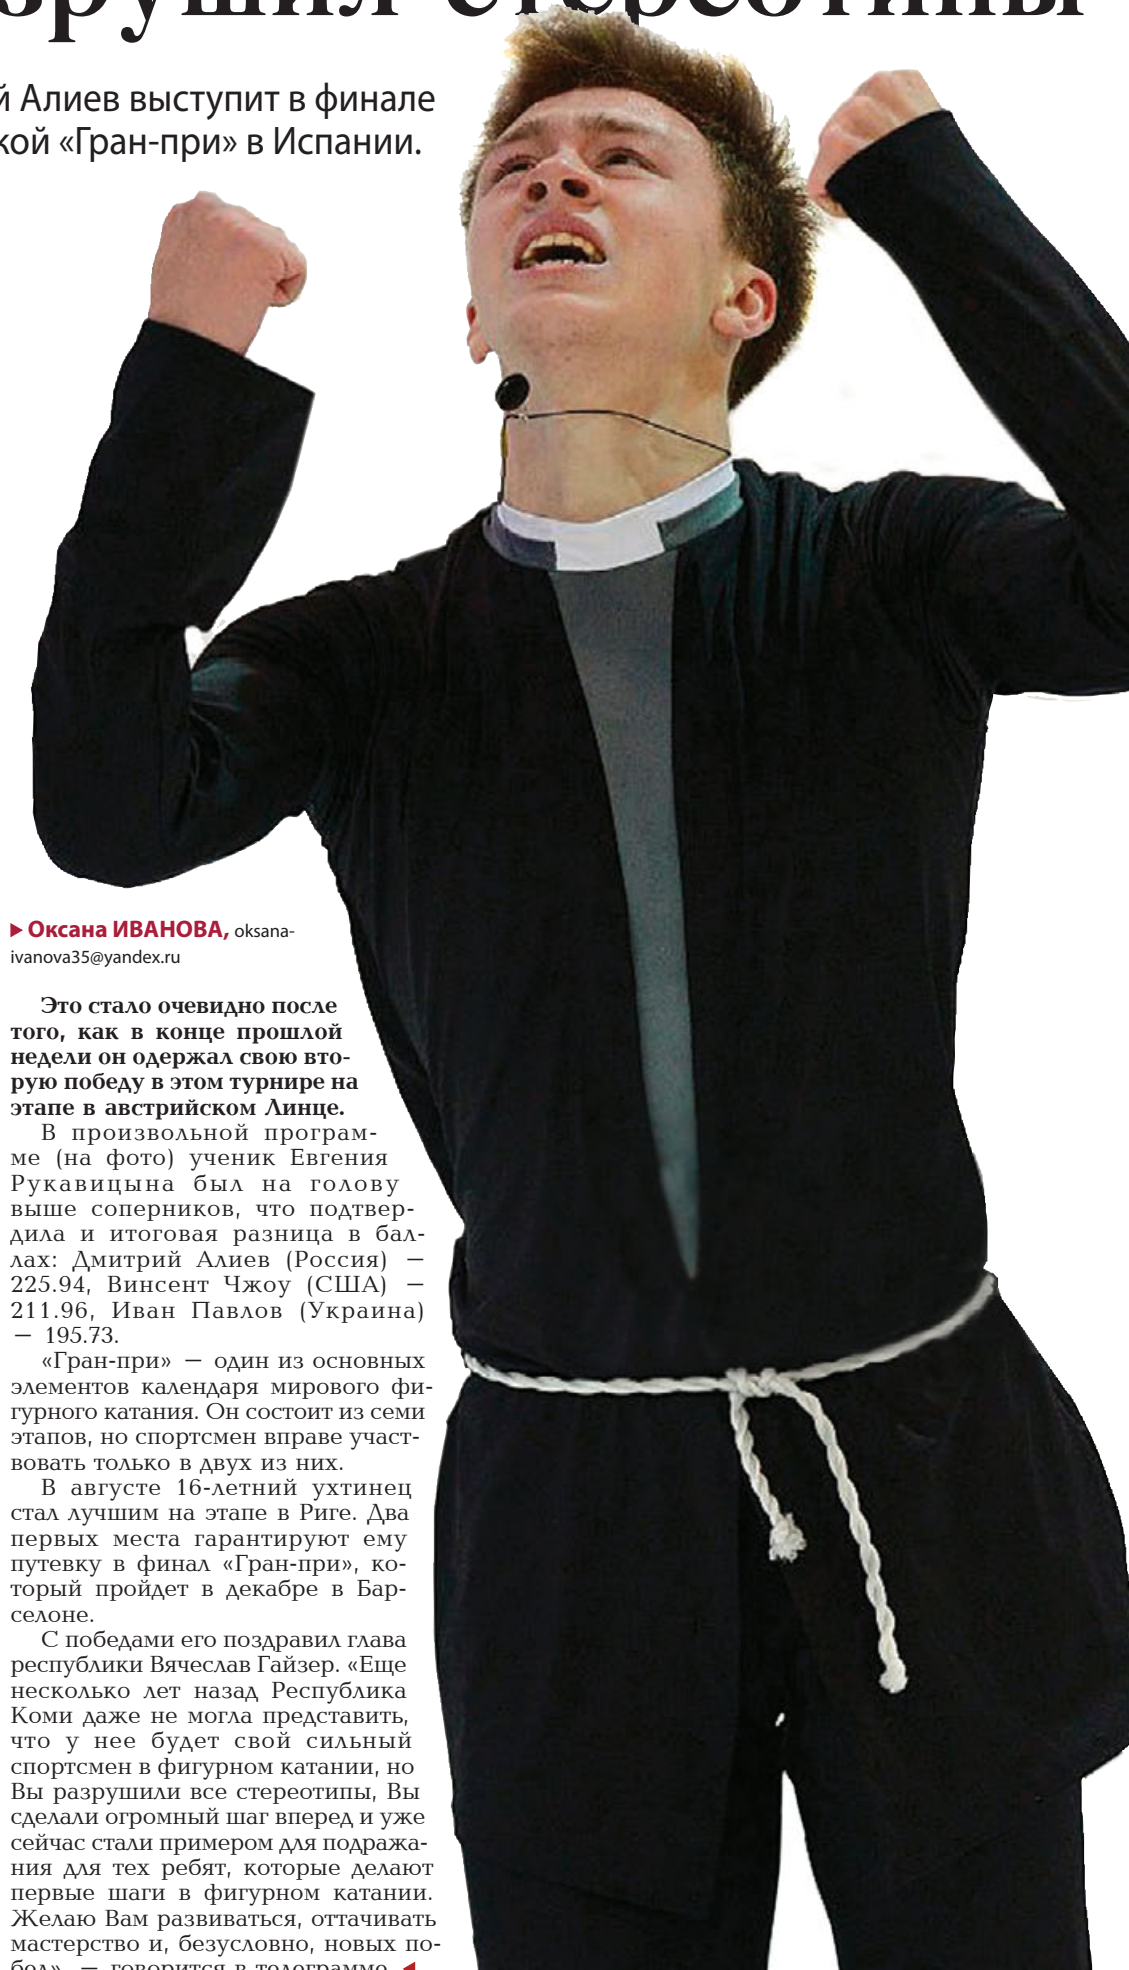 зрушил стереотипы
й Алиев выступит в финале
кой «Гран-при» в Испании.
Оксана ИВАНОВА, oksana-
ivanova35@yandex.ru
Это стало очевидно после
того, как в конце прошлой
недели он одержал свою вто-
рую победу в этом турнире на
этапе в австрийском Линце.
В произвольной програм-
ме (на фото) ученик Евгения
Рукавицына был на голову
выше соперников, что подтвер-
дила и итоговая разница в бал-
лах: Дмитрий Алиев (Россия) —
225.94, Винсент Чжоу (США) —
211.96, Иван Павлов (Украина)
— 195.73.
«Гран-при» — один из основных
элементов календаря мирового фи-
гурного катания. Он состоит из семи
этапов, но спортсмен вправе участ-
вовать только в двух из них.
В августе 16-летний ухтинец
стал лучшим на этапе в Риге. Два
первых места гарантируют ему
путевку в финал «Гран-при», ко-
торый пройдет в декабре в Бар-
селоне.
С победами его поздравил глава
республики Вячеслав Гайзер. «Еще
несколько лет назад Республика
Коми даже не могла представить,
что у нее будет свой сильный
спортсмен в фигурном катании, но
Вы разрушили все стереотипы, Вы
сделали огромный шаг вперед и уже
сейчас стали примером для подража-
ния для тех ребят, которые делают
первые шаги в фигурном катании.
Желаю Вам развиваться, оттачивать
мастерство и, безусловно, новых по-
бед», — говорится в телеграмме.